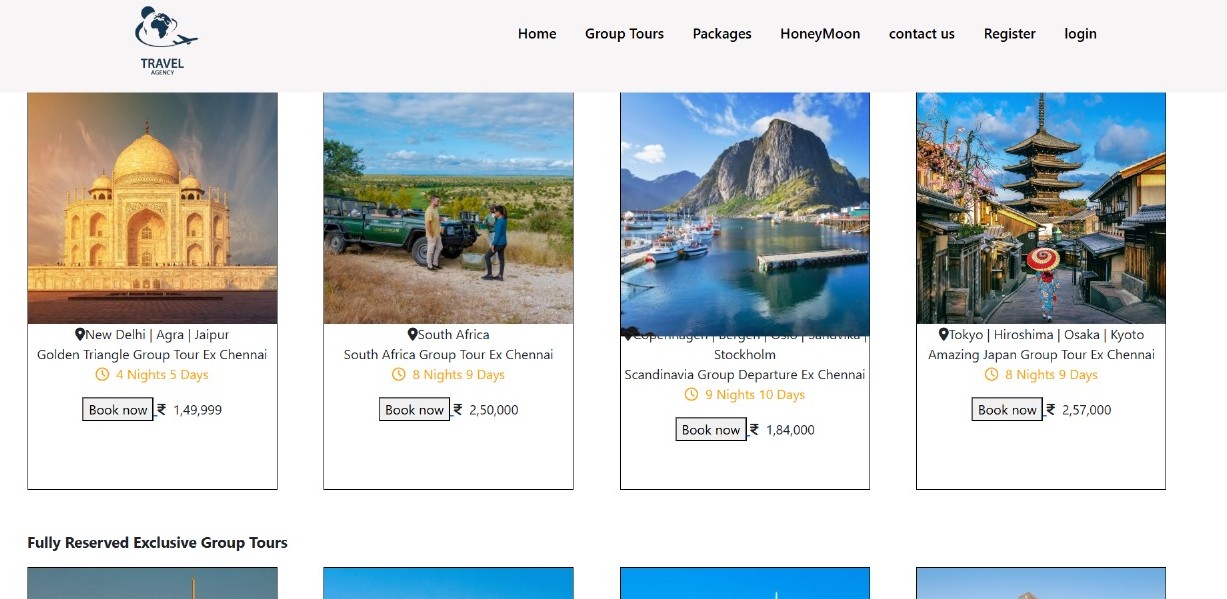 TRAVEL
AGENCY
Home Group Tours Packages HoneyMoon contact us Register login
New Delhi | Agra | Jaipur
Golden Triangle Group Tour Ex Chennai
4 Nights 5 Days
Book now ₹ 1,49,999
South Africa
South Africa Group Tour Ex Chennai
8 Nights 9 Days
Book now ₹ 2,50,000
Copenhagen | Bergen | Oslo | Sandvika |
Stockholm
Scandinavia Group Departure Ex Chennai
9 Nights 10 Days
Book now ₹ 1,84,000
Tokyo | Hiroshima | Osaka | Kyoto
Amazing Japan Group Tour Ex Chennai
8 Nights 9 Days
Book now ₹ 2,57,000
Fully Reserved Exclusive Group Tours